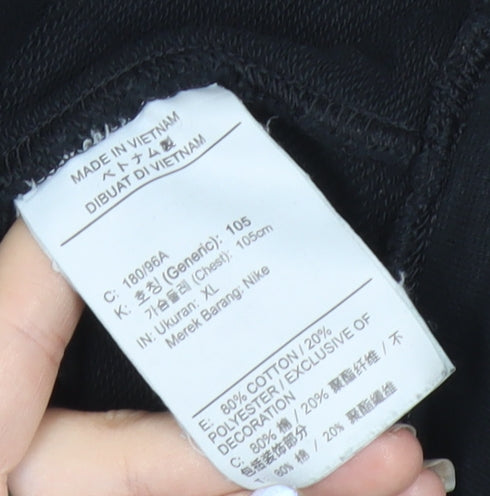 MADE IN VIETNAM
ベトナム製
DIBUAT DI VIETNAM
C: 180/96A
K: 호칭 (Generic): 105
가슴둘레 (Chest): 105cm
IN: Ukuran: XL
Merek Barang: Nike
E: 80% COTTON / 20%
POLYESTER / EXCLUSIVE OF
DECORATION
C: 80% 棉 / 20% 聚酯纤维 / 不
包括装饰部分
T: 80% 棉 / 20% 聚酯纖維